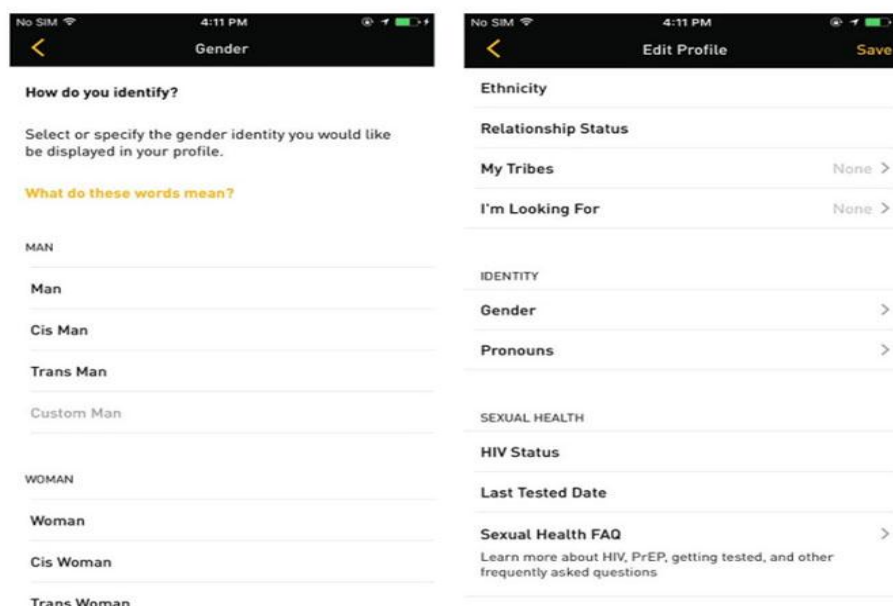 No SIM 4:11 PM
Gender
How do you identify?
Select or specify the gender identity you would like
be displayed in your profile.
What do these words mean?
MAN
Man
Cis Man
Trans Man
Custom Man
WOMAN
Woman
Cis Woman
Trans Woman
No SIM 4:11 PM
Edit Profile Save
Ethnicity
Relationship Status
My Tribes None >
I'm Looking For None >
IDENTITY
Gender >
Pronouns >
SEXUAL HEALTH
HIV Status
Last Tested Date
Sexual Health FAQ >
Learn more about HIV, PrEP, getting tested, and other
frequently asked questions